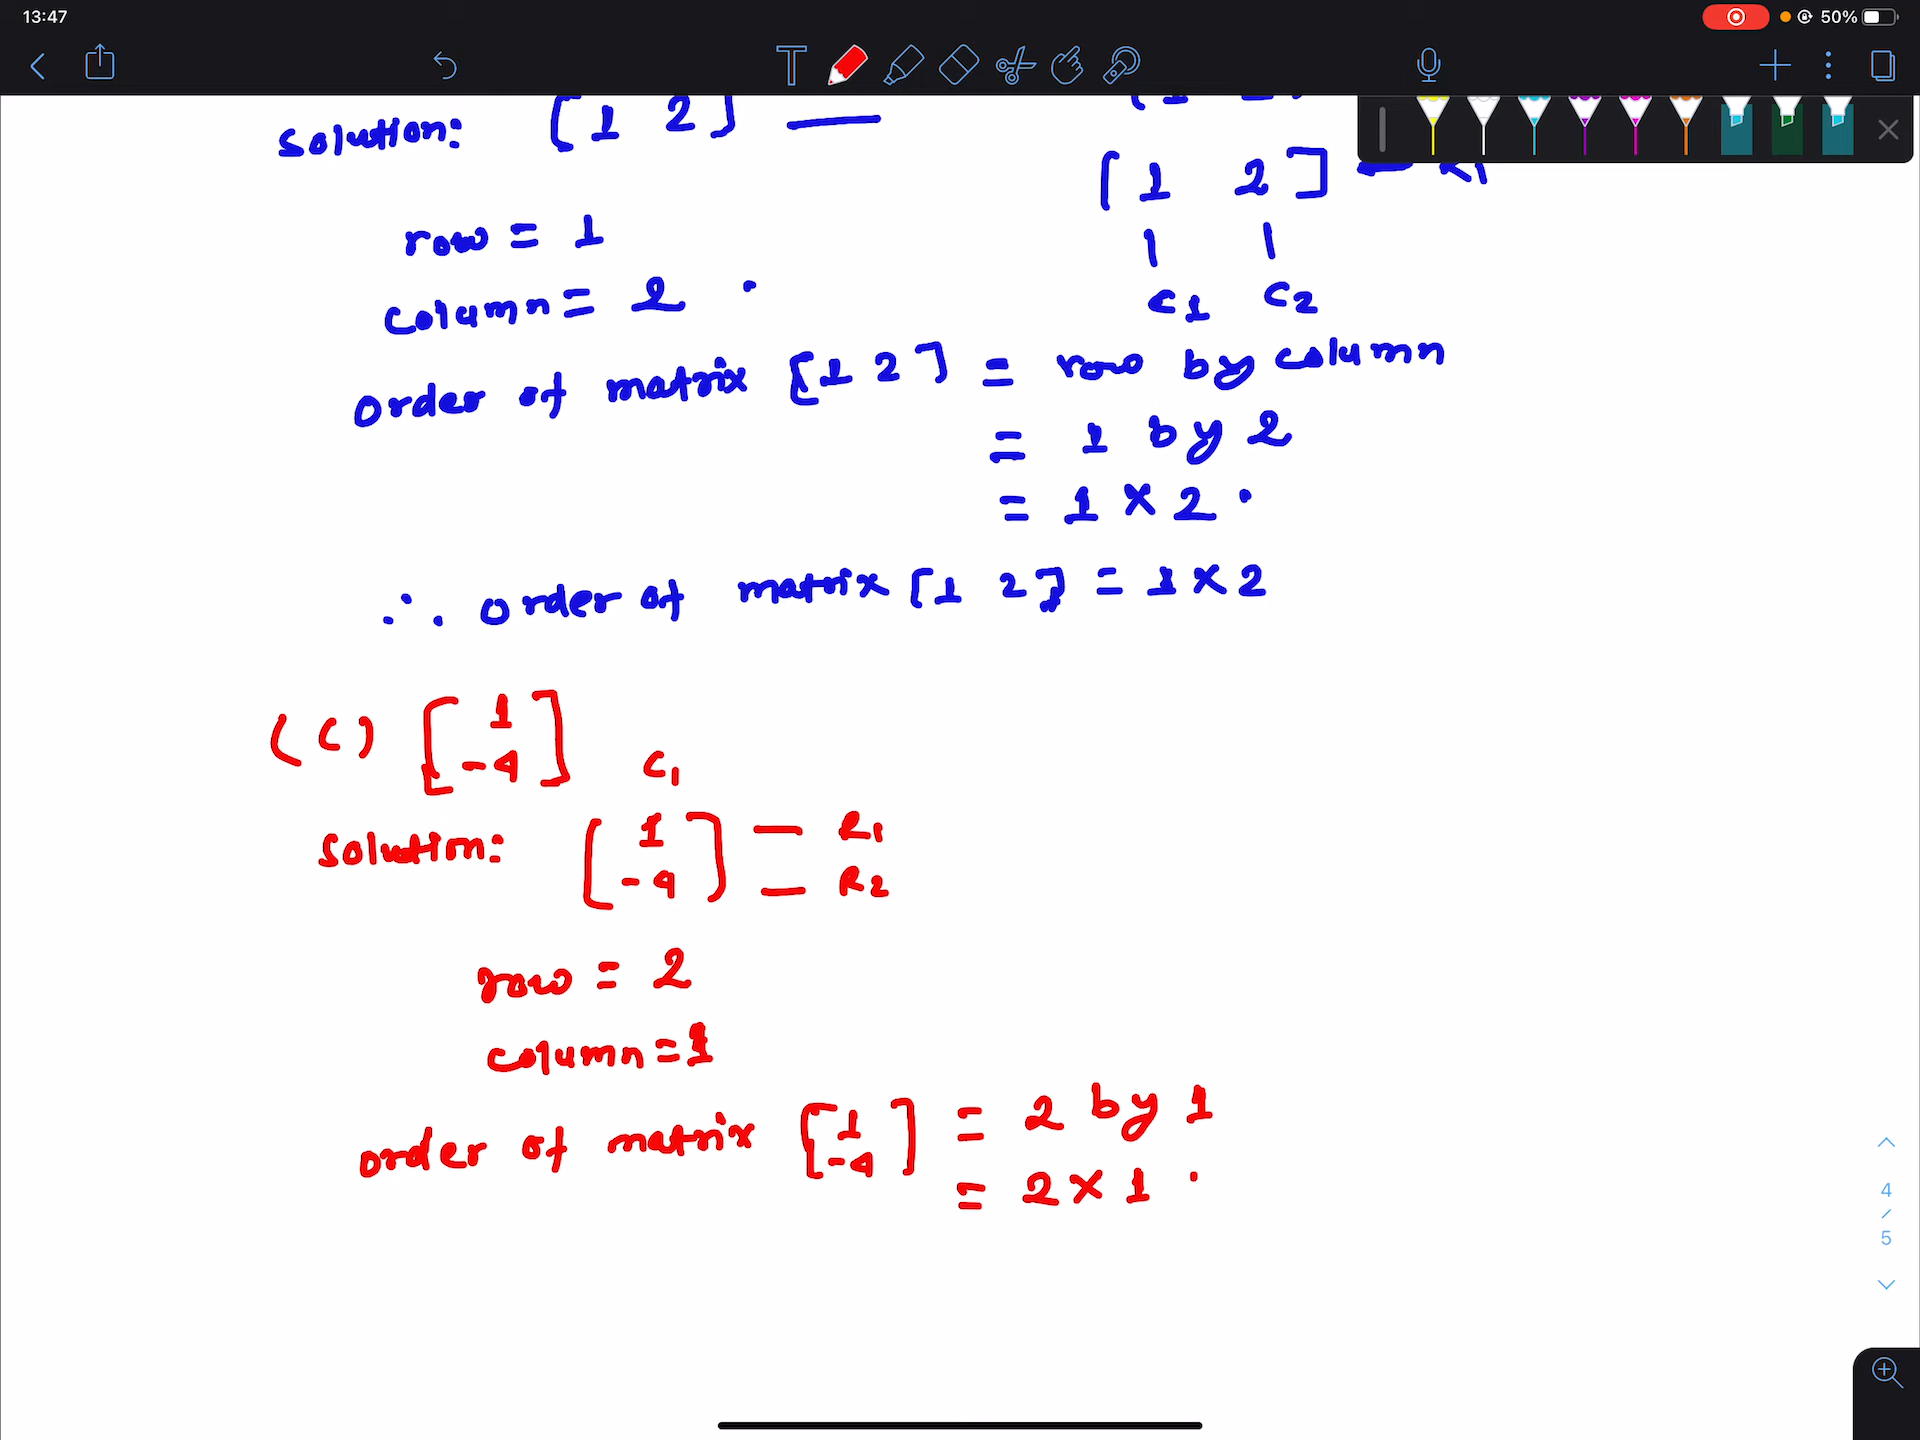 13:47
50%
Solution: [1 2] —
[1 2] — R1
row = 1
C1 C2
column = 2 .
order of matrix [1 2] = row by column
= 1 by 2
= 1 × 2 .
∴ order of matrix [1 2] = 1 × 2
(C) [1
-4]
C1
Solution: [1 — R1
-4] — R2
row = 2
column = 1
order of matrix [1 = 2 by 1
-4]
= 2 × 1 .
4
/
5